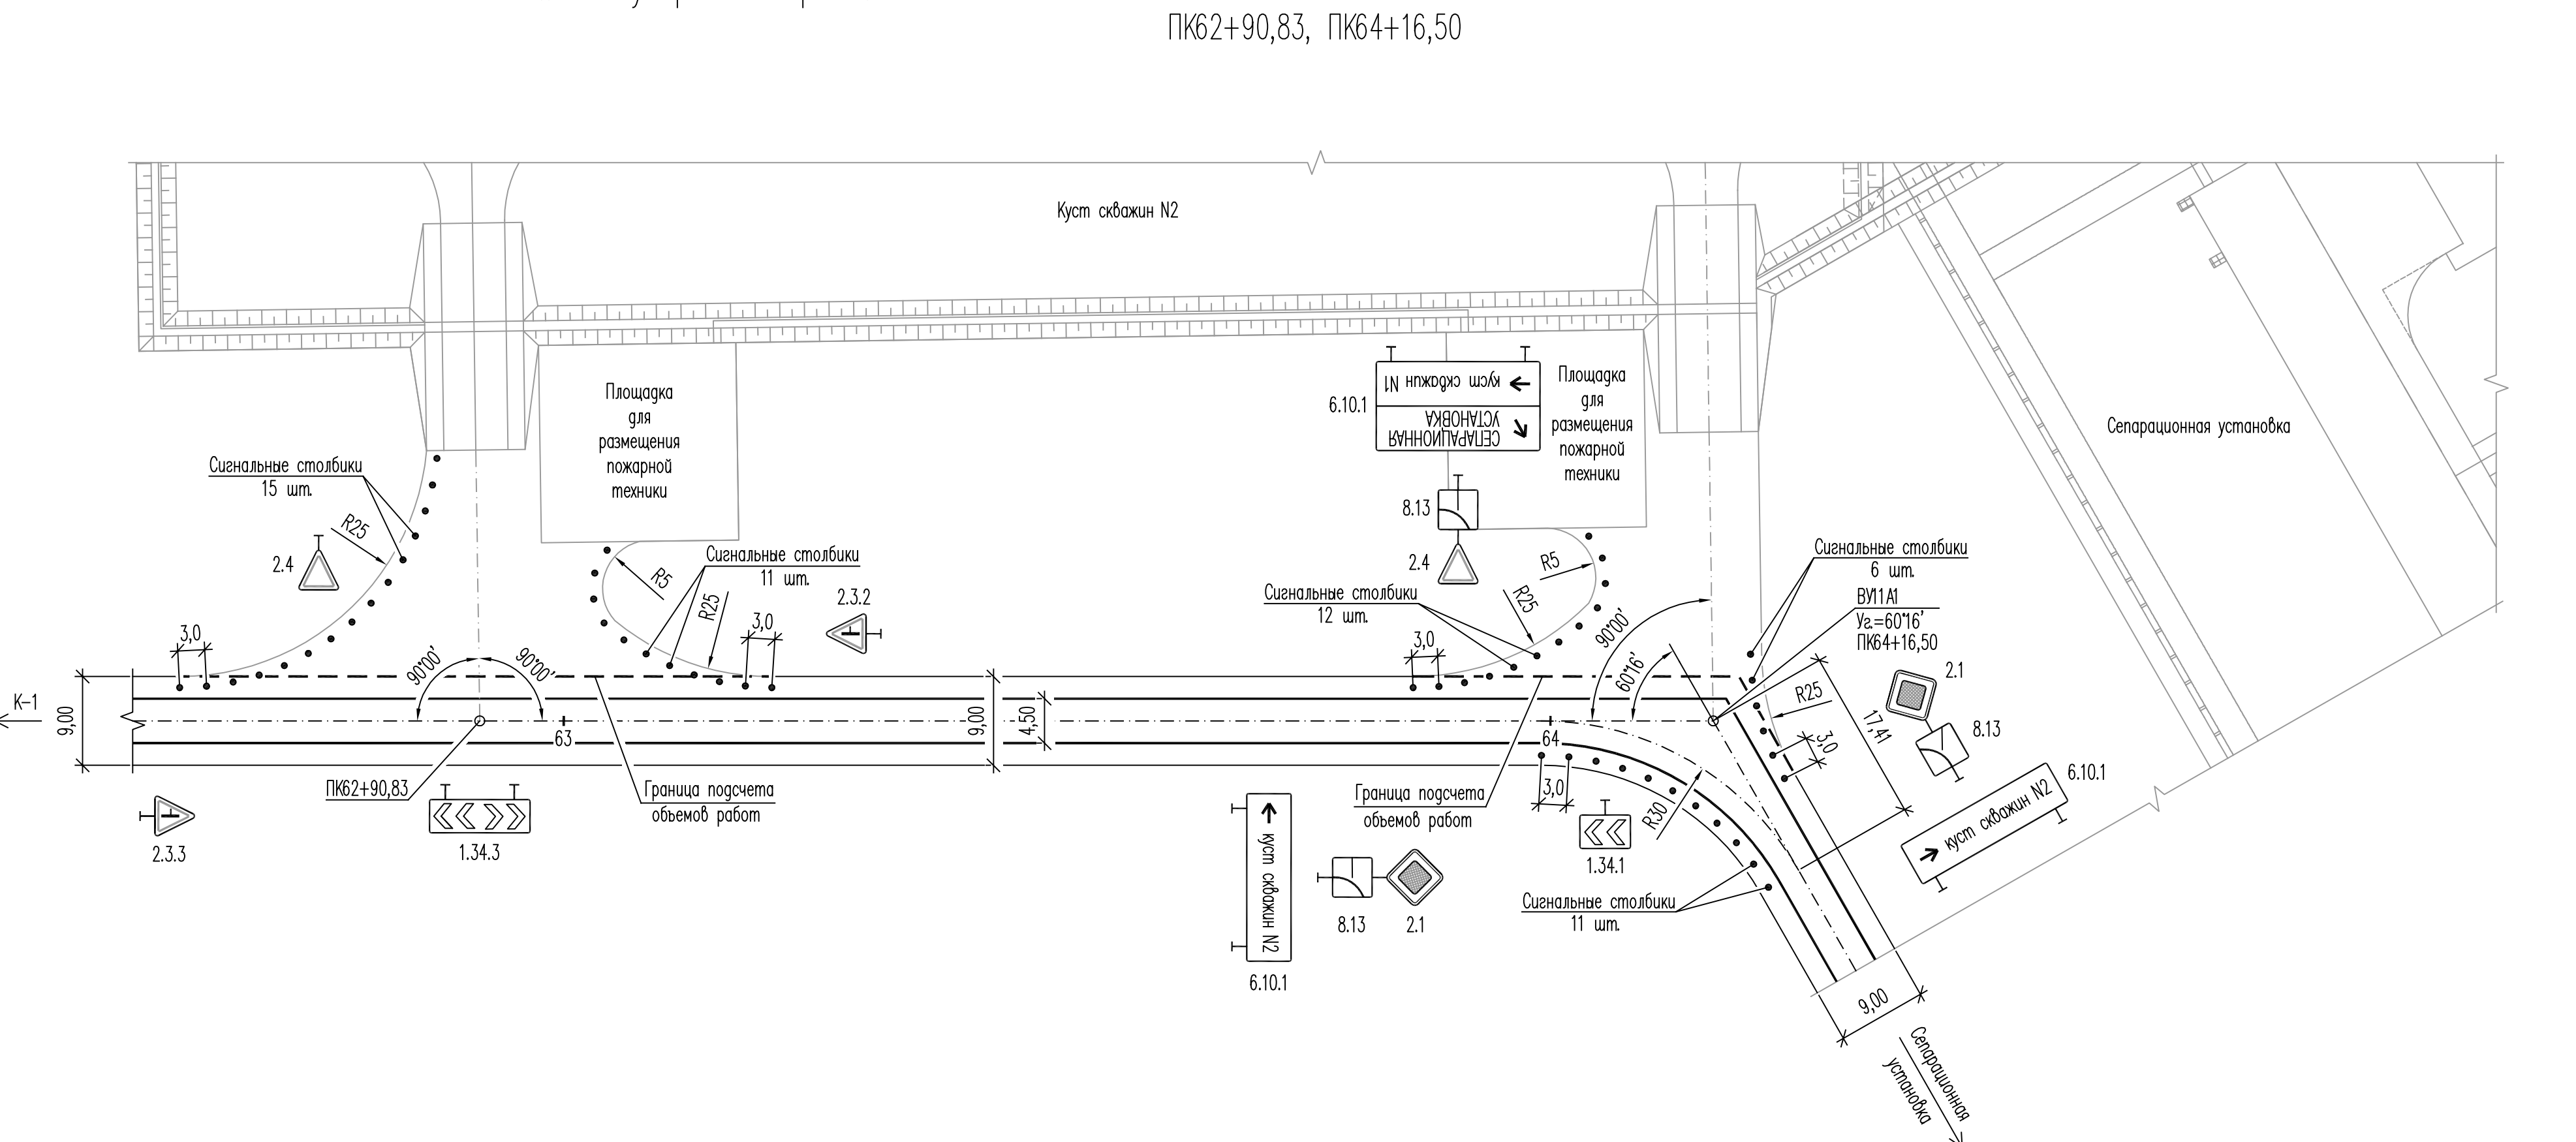 ПК62+90,83, ПК64+16,50
Куст скважин N2
Площадка
для
размещения
пожарной
техники
6.10.1
куст скважин N1
СЕПАРАЦИОННАЯ
УСТАНОВКА
Площадка
для
размещения
пожарной
техники
Сепарационная установка
Сигнальные столбики
15 шт.
R25
2.4
8.13
2.4
R5
R25
Сигнальные столбики
11 шт.
2.3.2
3,0
3,0
90°00'
90°00'
Сигнальные столбики
12 шт.
R5
R25
3,0
90°00'
60°16'
Сигнальные столбики
6 шт.
ВУ11А1
Уг.=60°16'
ПК64+16,50
2.1
R25
17,41
8.13
3,0
К-1
9,00
63
9,00
4,50
64
ПК62+90,83
Граница подсчета
объемов работ
Граница подсчета
объемов работ
3,0
R30
2.3.3
1.34.3
куст скважин N2
6.10.1
8.13
2.1
1.34.1
Сигнальные столбики
11 шт.
куст скважин N2
6.10.1
9,00
Сепарационная
установка